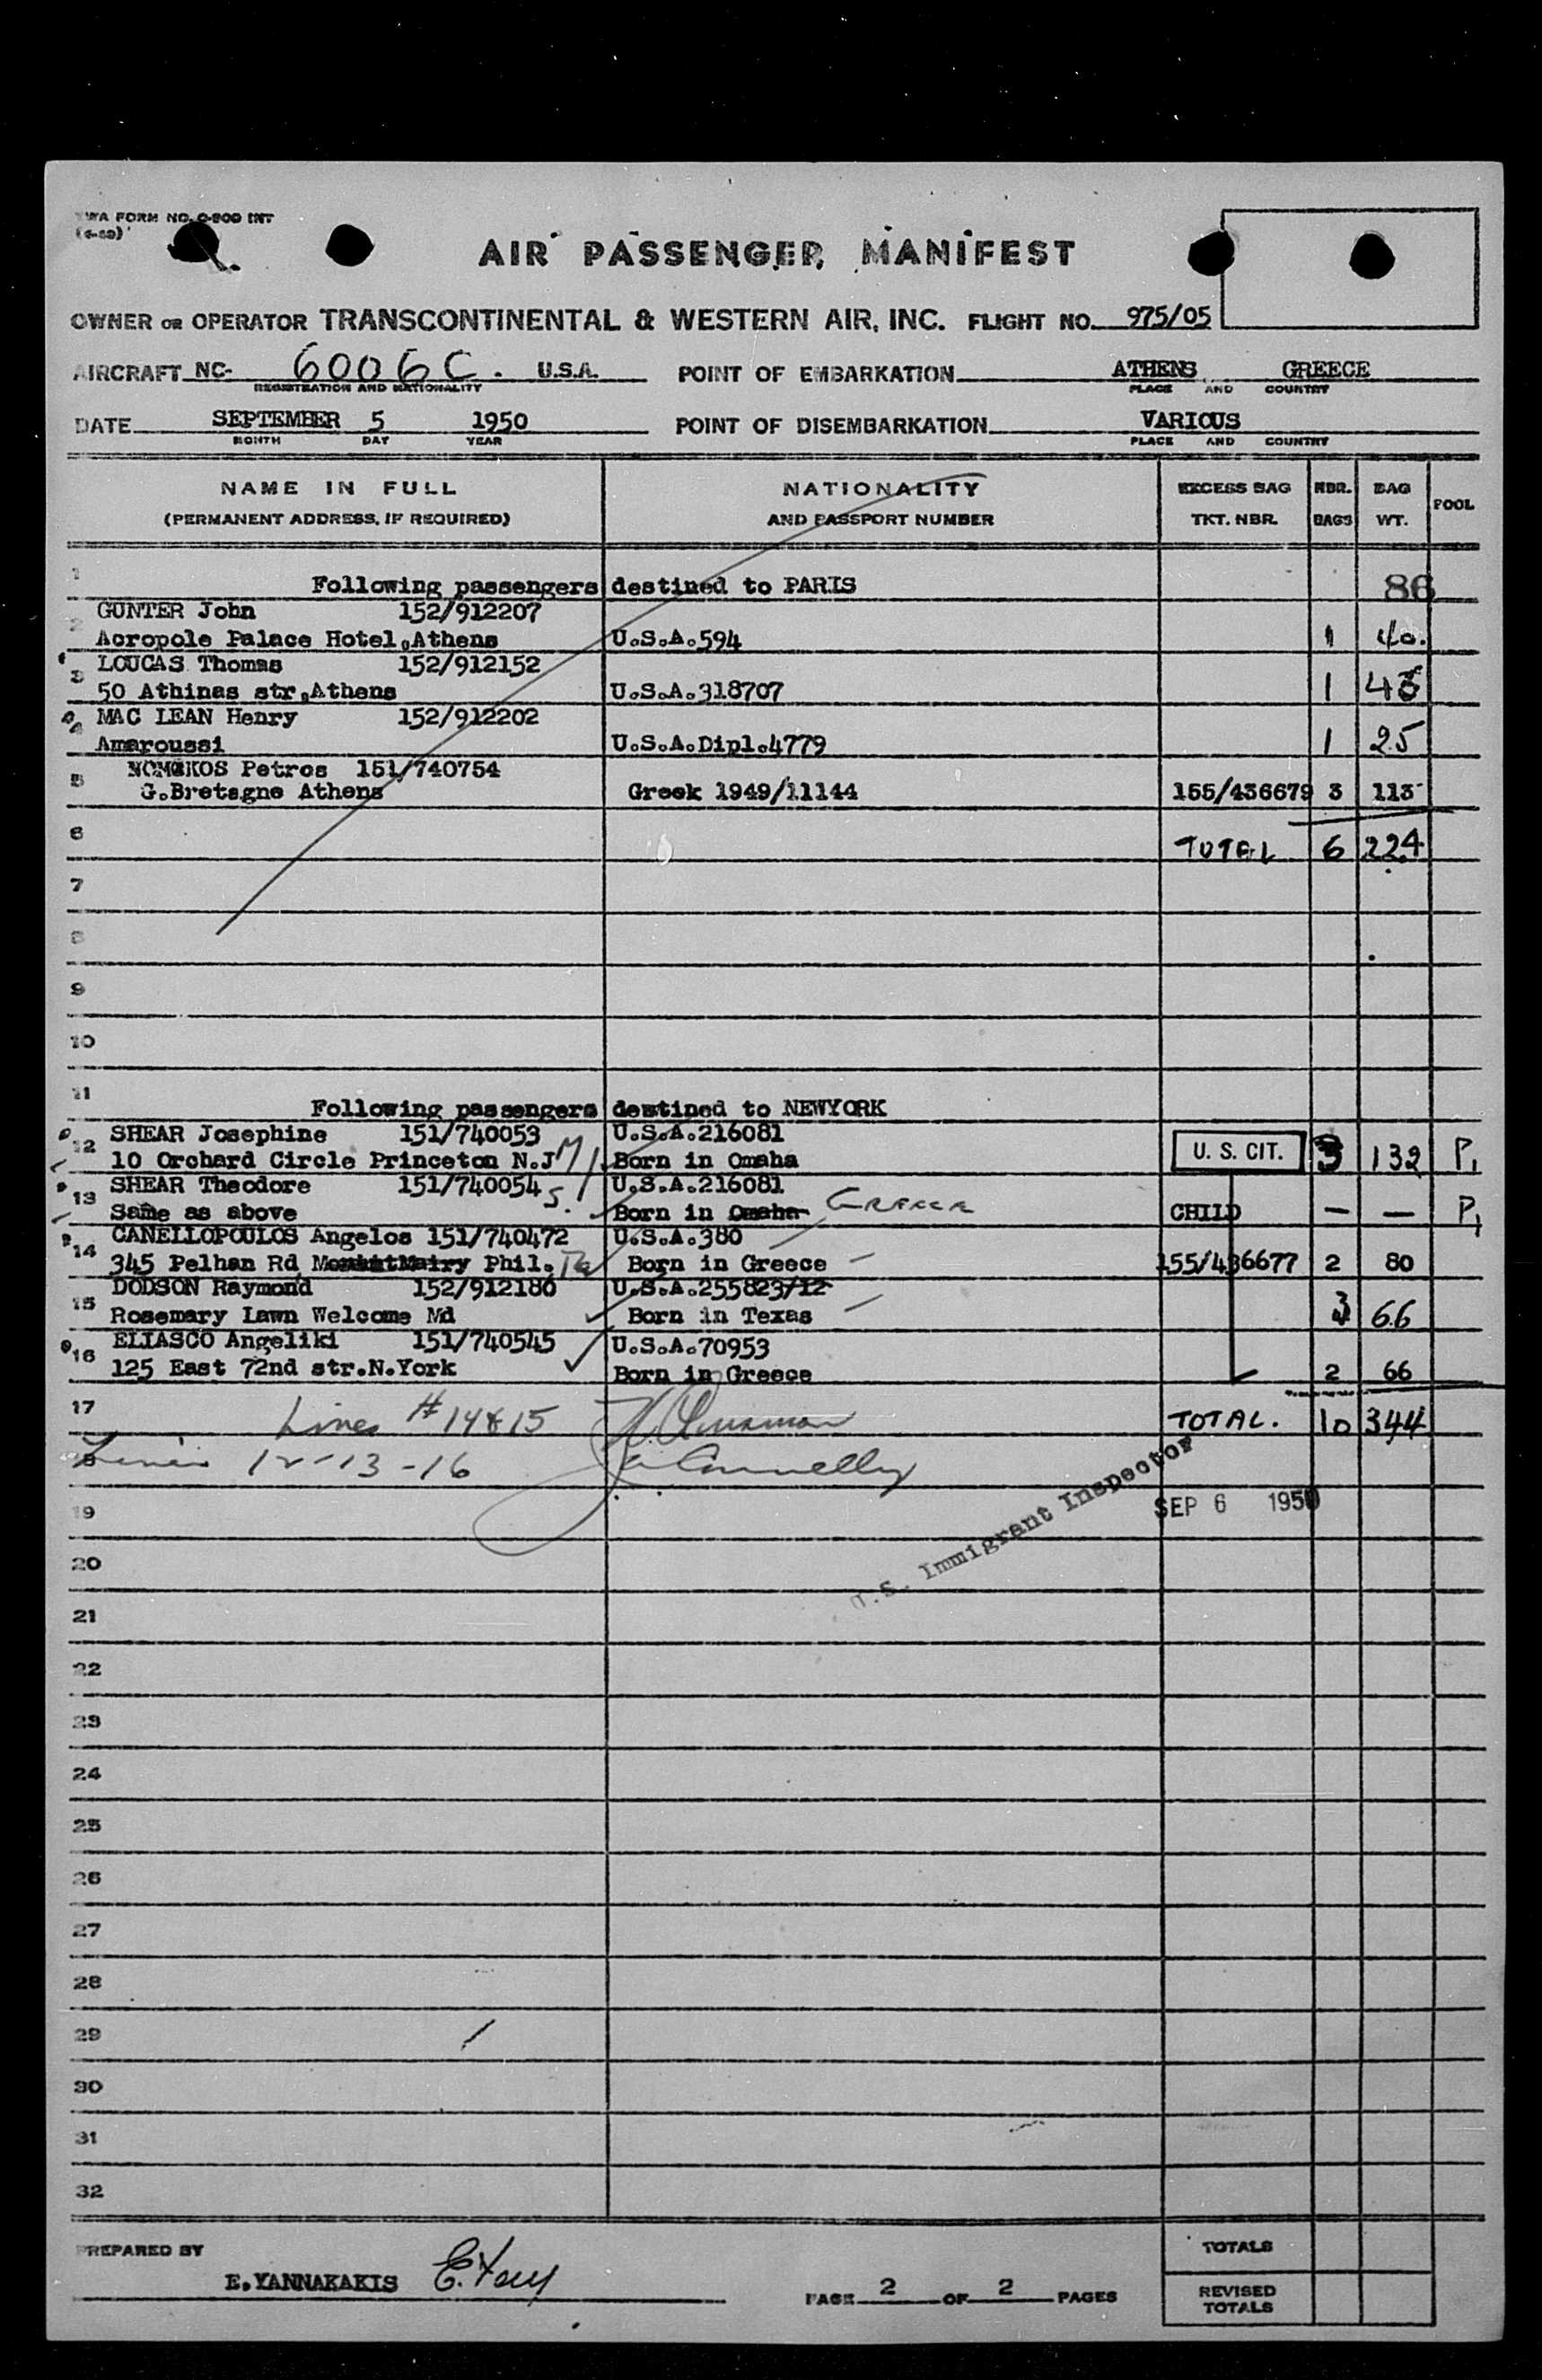 TWA FORM NO. O-800 INT
AIR PASSENGER MANIFEST
OWNER OR OPERATOR TRANSCONTINENTAL & WESTERN AIR, INC. FLIGHT NO. 975/05
AIRCRAFT NC- 6006C. U.S.A. POINT OF EMBARKATION ATHENS GREECE
REGISTRATION AND NATIONALITY PLACE AND COUNTRY
DATE SEPTEMBER 5 1950 POINT OF DISEMBARKATION VARIOUS
MONTH DAY YEAR PLACE AND COUNTRY
NAME IN FULL NATIONALITY EXCESS BAG NBR. BAG POOL
(PERMANENT ADDRESS, IF REQUIRED) AND PASSPORT NUMBER TKT. NBR. BAGS WT.
1 Following passengers destined to PARIS 86
GUNTER John 152/912207
2 Acropole Palace Hotel,Athens U.S.A.594 1 40.
LOUCAS Thomas 152/912152
3 50 Athinas str,Athens U.S.A.318707 1
MAC LEAN Henry 152/912202
Amaroussi U.S.A.Dipl.4779 1 25
NOMOKOS Petros 151/740754
5 G.Bretagne Athens Greek 1949/11144 155/436679 3 113
6 TOTAL 6 224
7
8
9
10
11 Following passengers destined to NEWYORK
12 SHEAR Josephine 151/740053 U.S.A.216081
10 Orchard Circle Princeton N.J M Born in Omaha U. S. CIT. 3 132 P1
13 SHEAR Theodore 151/740054 S. U.S.A.216081
Same as above Born in Omaha GREECE CHILD — — P1
14 CANELLOPOULOS Angelos 151/740472 U.S.A.380
345 Pelhan Rd Phil. Pa Born in Greece 155/436677 2 80
15 DODSON Raymond 152/912186 U.S.A.255823/12
Rosemary Lawn Welcome Md Born in Texas 3 66
16 ELIASCO Angeliki 151/740545 U.S.A.70953
125 East 72nd str.N.York Born in Greece 2 66
17 Lines # 14&15 TOTAL. 10 344
Lines 12-13-16 Connelly
U.S. Immigrant Inspector
19 SEP 6 1950
20
21
22
23
24
25
26
27
28
29
30
31
32
PREPARED BY TOTALS
E.YANNAKAKIS PAGE 2 OF 2 PAGES REVISED TOTALS